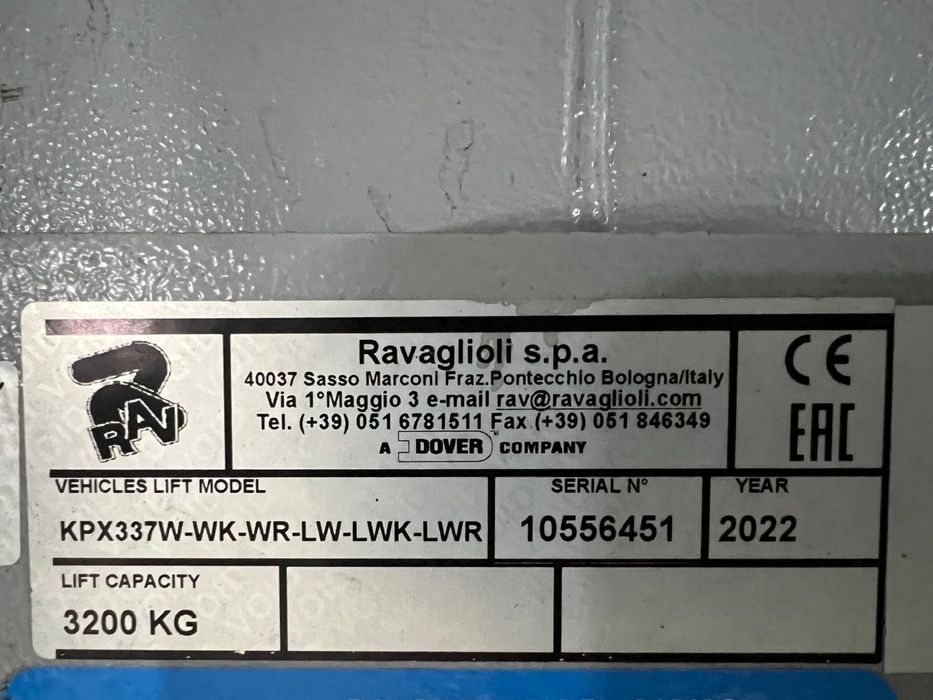 RAV
Ravaglioli s.p.a.
40037 Sasso Marconi Fraz.Pontecchio Bologna/Italy
Via 1°Maggio 3 e-mail rav@ravaglioli.com
Tel. (+39) 051 6781511 Fax (+39) 051 846349
A DOVER COMPANY
CE
EAC
VEHICLES LIFT MODEL
KPX337W-WK-WR-LW-LWK-LWR
SERIAL N°
10556451
YEAR
2022
LIFT CAPACITY
3200 KG